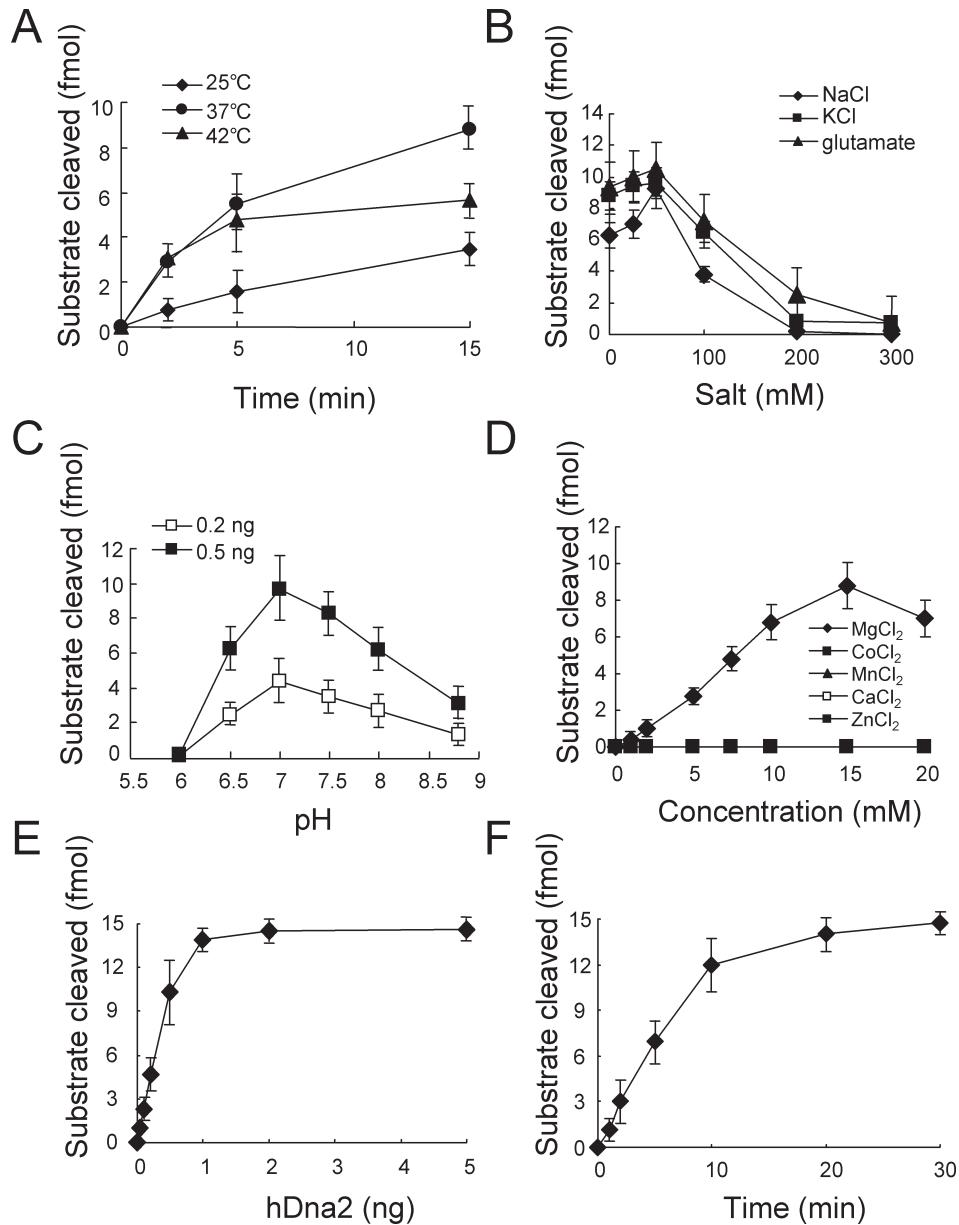 A
Substrate cleaved (fmol)
25°C
37°C
42°C
10
8
6
4
2
0
0 5 10 15
Time (min)
B
Substrate cleaved (fmol)
NaCl
KCl
glutamate
14
12
10
8
6
4
2
0
0 100 200 300
Salt (mM)
C
Substrate cleaved (fmol)
0.2 ng
0.5 ng
12
10
8
6
4
2
0
5.5 6 6.5 7 7.5 8 8.5 9
pH
D
Substrate cleaved (fmol)
12
10
8
6
4
2
0
MgCl2
CoCl2
MnCl2
CaCl2
ZnCl2
0 5 10 15 20
Concentration (mM)
E
Substrate cleaved (fmol)
15
12
9
6
3
0
0 1 2 3 4 5
hDna2 (ng)
F
Substrate cleaved (fmol)
15
12
9
6
3
0
0 10 20 30
Time (min)